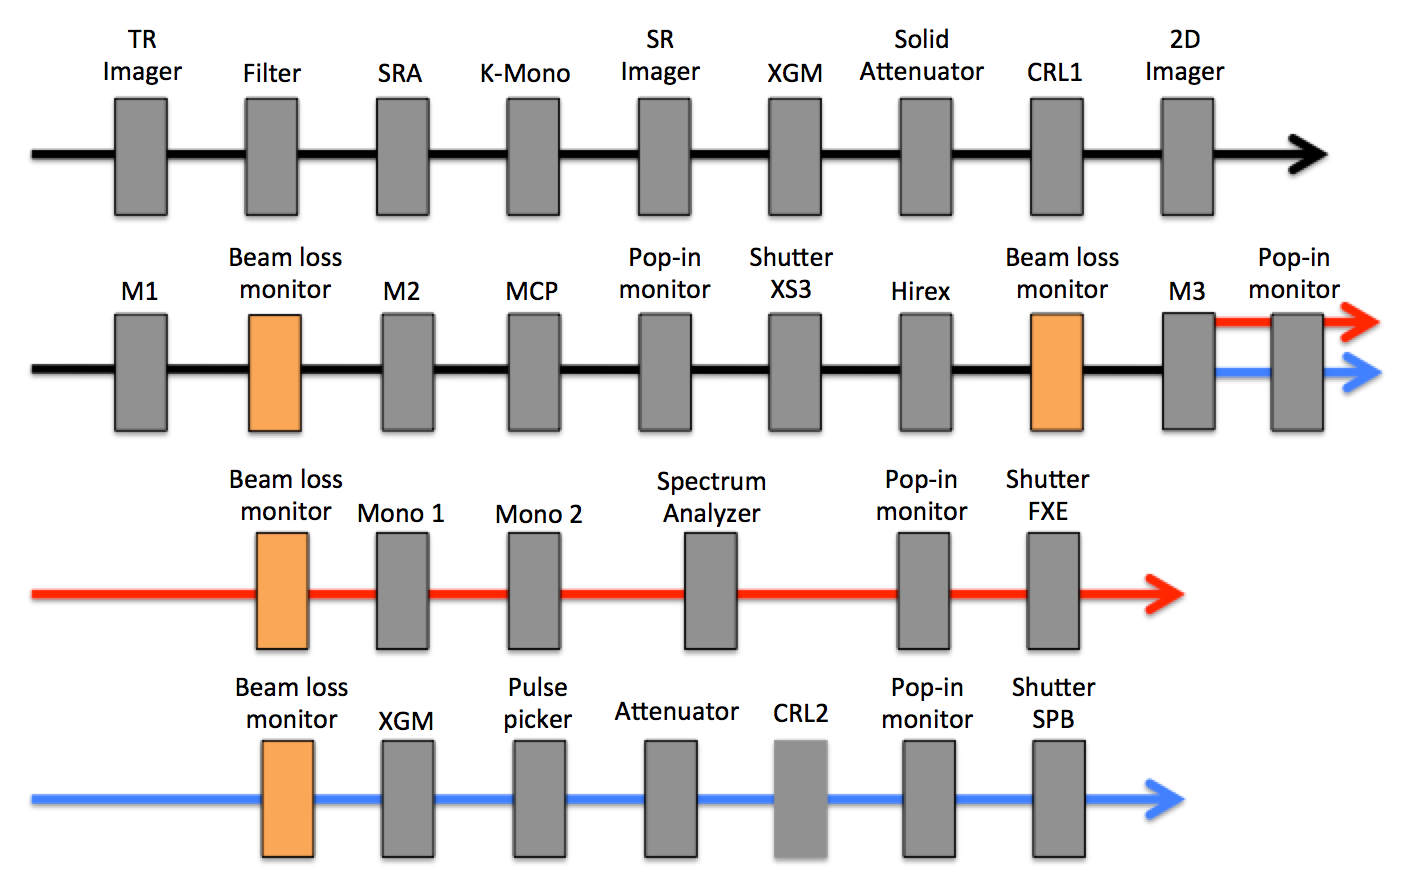 TR
Imager
Filter
SRA
K-Mono
SR
Imager
XGM
Solid
Attenuator
CRL1
2D
Imager
M1
Beam loss
monitor
M2
MCP
Pop-in
monitor
Shutter
XS3
Hirex
Beam loss
monitor
M3
Pop-in
monitor
Beam loss
monitor
Mono 1
Mono 2
Spectrum
Analyzer
Pop-in
monitor
Shutter
FXE
Beam loss
monitor
XGM
Pulse
picker
Attenuator
CRL2
Pop-in
monitor
Shutter
SPB